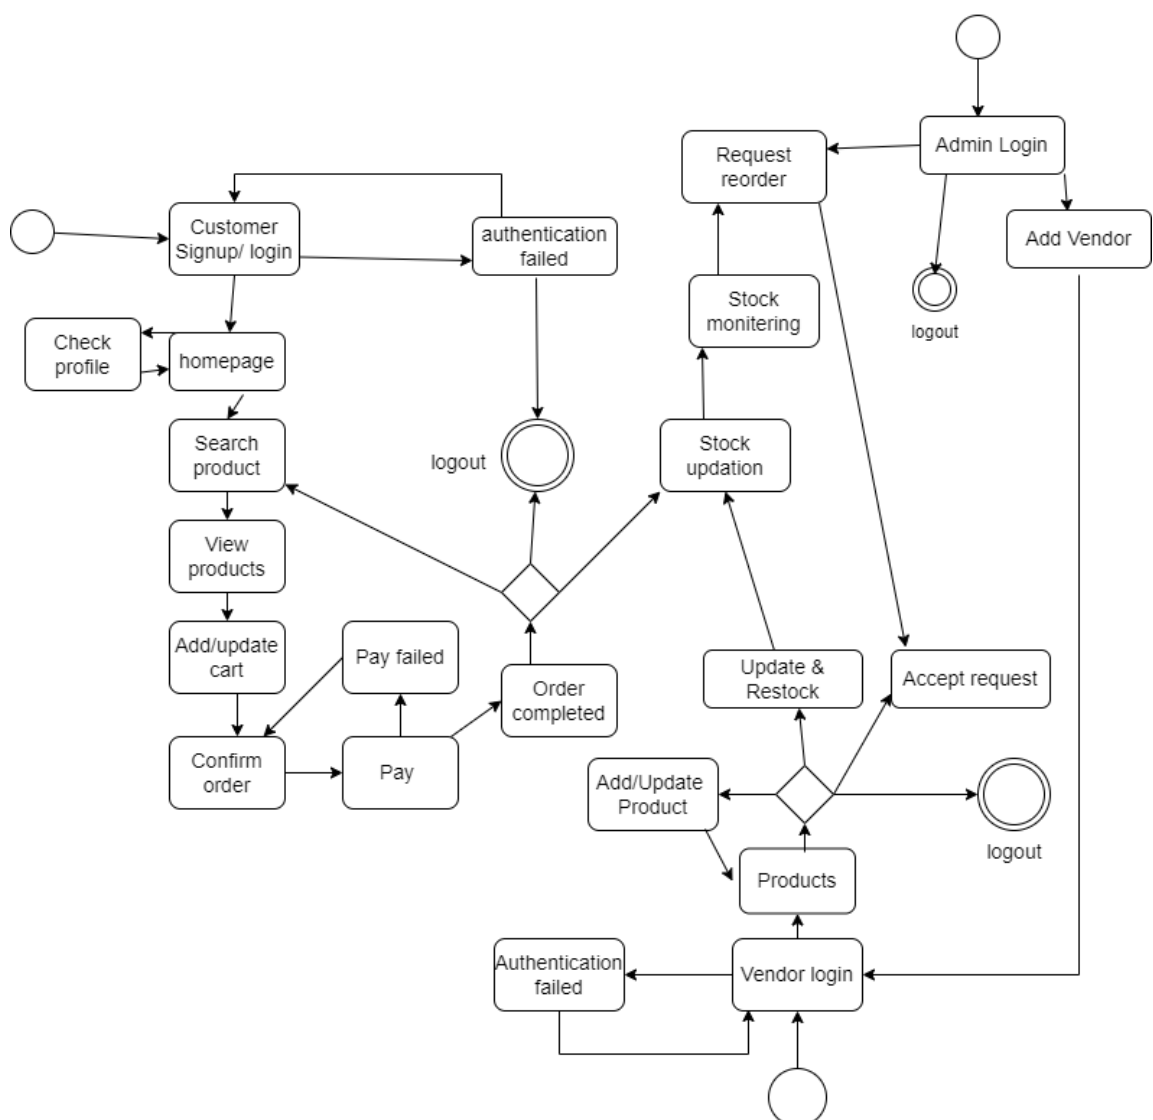 Admin Login
Request
reorder
Customer
Signup/ login
authentication
failed
Add Vendor
Stock
monitering
logout
Check
profile
homepage
Search
product
logout
Stock
updation
View
products
Add/update
cart
Pay failed
Order
completed
Update &
Restock
Accept request
Confirm
order
Pay
Add/Update
Product
logout
Products
Authentication
failed
Vendor login